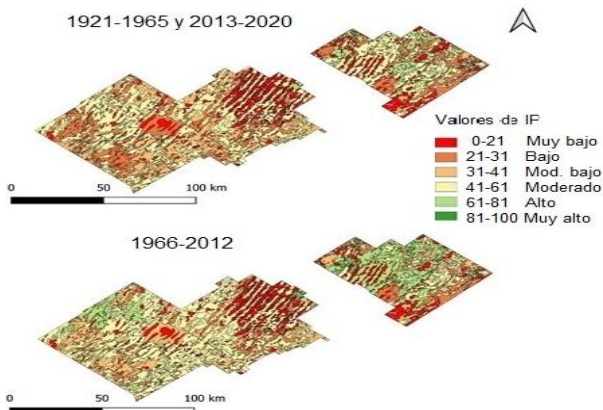 1921-1965 y 2013-2020
Valores de IP
0-21 Muy bajo
21-31 Bajo
31-41 Mod. bajo
41-61 Moderado
61-81 Alto
81-100 Muy alto
0 50 100 km
1966-2012
0 50 100 km